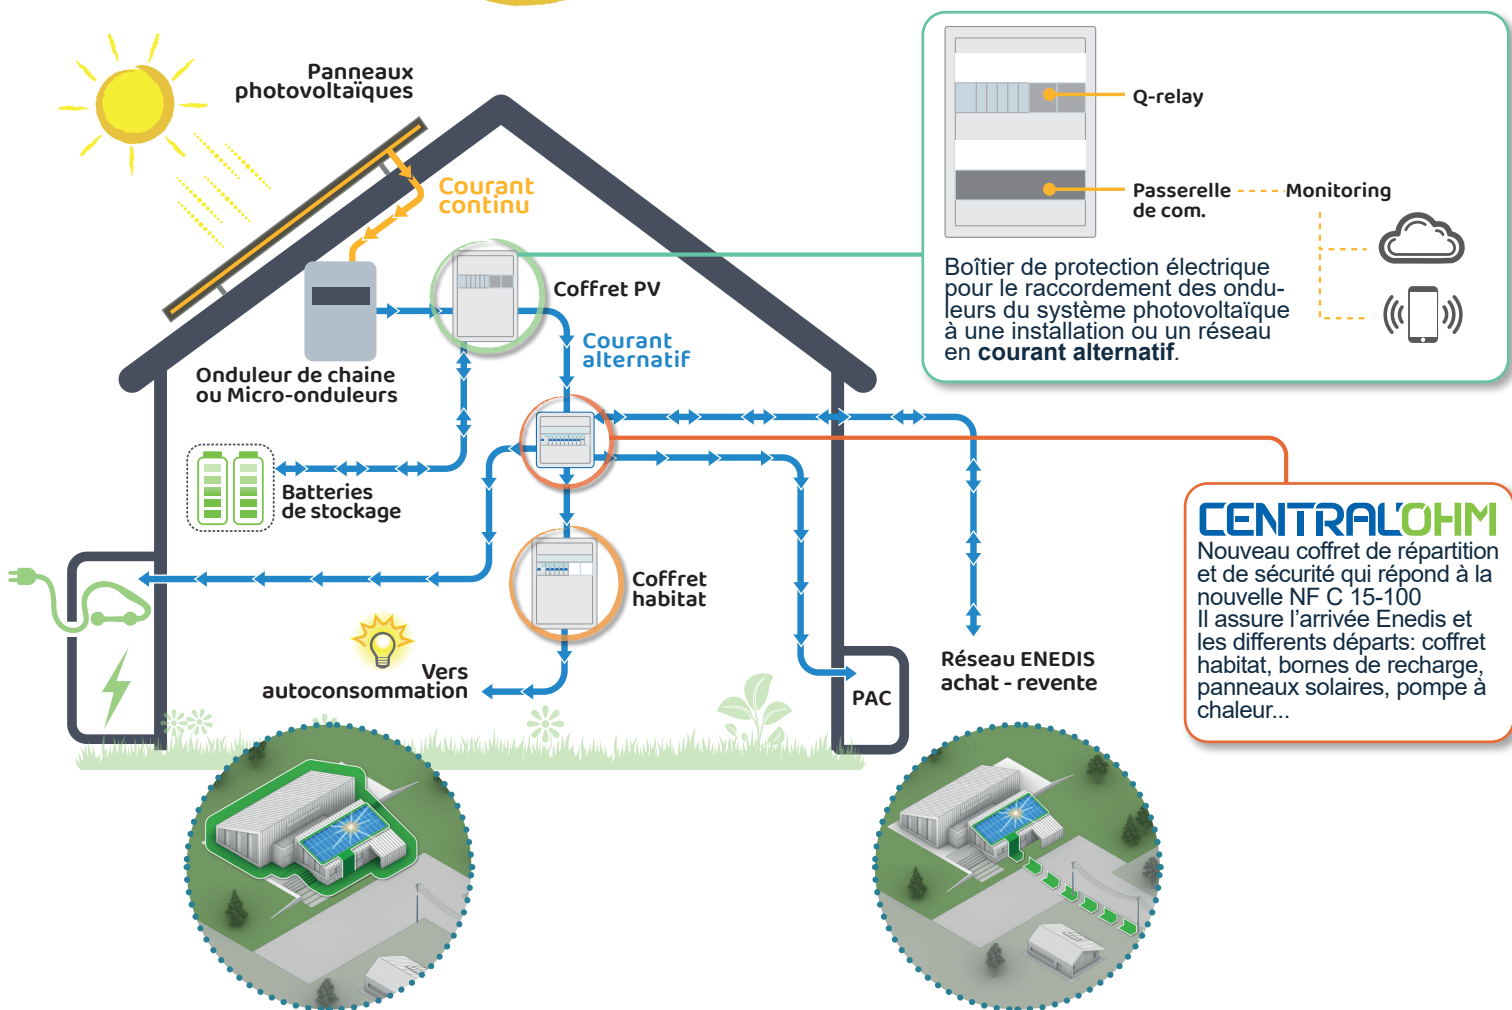 Panneaux
photovoltaïques
Courant
continu
Coffret PV
Courant
alternatif
Onduleur de chaine
ou Micro-onduleurs
Batteries
de stockage
Coffret
habitat
Vers
autoconsommation
PAC
Réseau ENEDIS
achat - revente
Q-relay
Passerelle
de com.
Monitoring
Boîtier de protection électrique
pour le raccordement des ondu-
leurs du système photovoltaïque
à une installation ou un réseau
en courant alternatif.
CENTRAL'OHM
Nouveau coffret de répartition
et de sécurité qui répond à la
nouvelle NF C 15-100
Il assure l'arrivée Enedis et
les differents départs: coffret
habitat, bornes de recharge,
panneaux solaires, pompe à
chaleur...